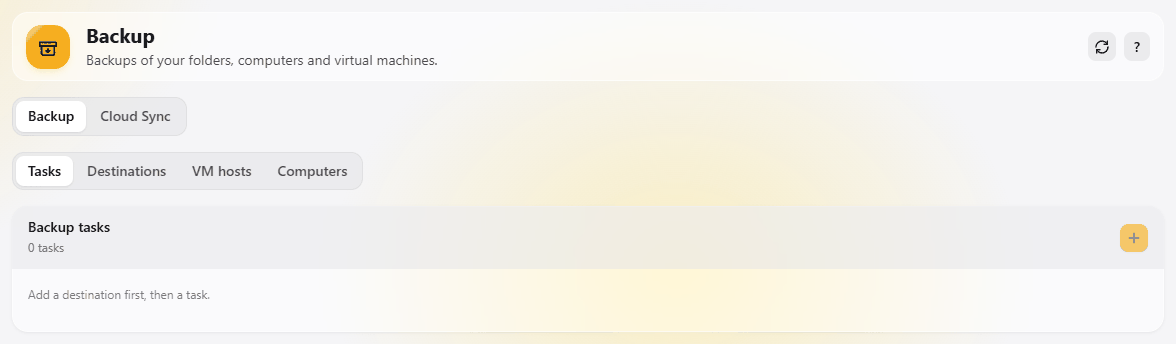 Backup
Backups of your folders, computers and virtual machines.
?
Backup Cloud Sync
Tasks Destinations VM hosts Computers
Backup tasks
0 tasks
+
Add a destination first, then a task.